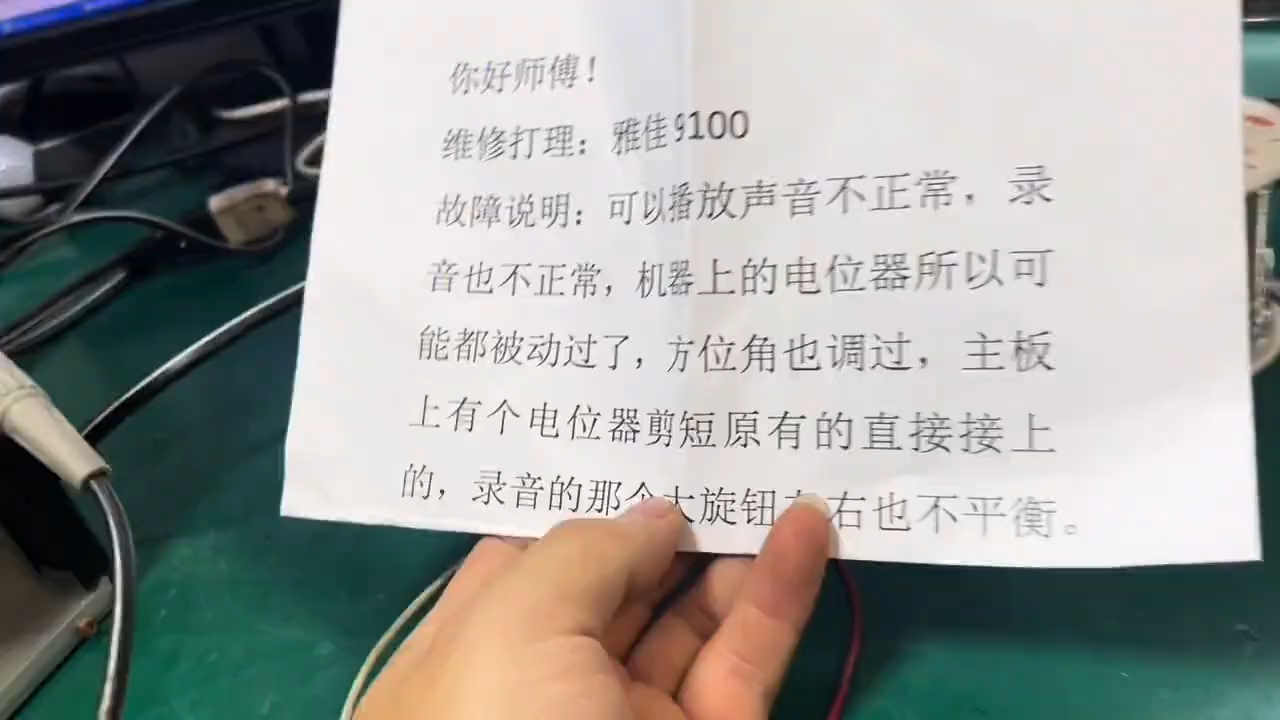 你好师傅！
维修打理：雅佳9100
故障说明：可以播放声音不正常，录
音也不正常，机器上的电位器所以可
能都被动过了，方位角也调过，主板
上有个电位器剪短原有的直接接上
的，录音的那个大旋钮左右也不平衡。